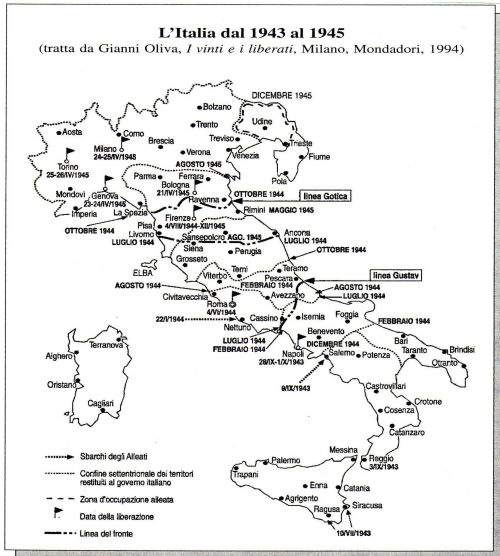 L'Italia dal 1943 al 1945
(tratta da Gianni Oliva, I vinti e i liberati, Milano, Mondadori, 1994)
DICEMBRE 1945
Bolzano
Aosta
Como
Trento
Udine
Milano
24-25/IV/1945
Brescia
Treviso
Trieste
Torino
25-26/IV/1945
Verona
Venezia
Fiume
AGOSTO 1945
Pola
Parma
Ferrara
Mondovì
Genova
23-24/IV/1945
Bologna
21/IV/1945
OTTOBRE 1944
linea Gotica
Ravenna
Imperia
La Spezia
Rimini
MAGGIO 1945
Firenze
4/VIII/1944-XII/1945
OTTOBRE 1944
Pisa
Livorno
Sansepolcro
AGO. 1945
Ancona
LUGLIO 1944
LUGLIO 1944
Siena
Perugia
OTTOBRE 1944
ELBA
Grosseto
Terni
Teramo
linea Gustav
Viterbo
Pescara
AGOSTO 1944
FEBBRAIO 1944
AGOSTO 1944
Civitavecchia
Avezzano
LUGLIO 1944
Roma
4/VI/1944
22/I/1944
Cassino
Isernia
Foggia
FEBBRAIO 1944
Nettuno
Benevento
LUGLIO 1944
DICEMBRE 1944
Bari
FEBBRAIO 1944
Napoli
28/IX-1/X/1943
Salerno
Potenza
Taranto
Brindisi
Otranto
Terranova
Alghero
9/IX/1943
Castrovillari
Oristano
Crotone
Cosenza
Cagliari
Catanzaro
Messina
Reggio
3/IX/1943
Palermo
Trapani
Enna
Catania
Agrigento
Siracusa
Ragusa
10/VII/1943
Sbarchi degli Alleati
Confine settentrionale dei territori
restituiti al governo italiano
Zona d'occupazione alleata
Data della liberazione
Linea del fronte